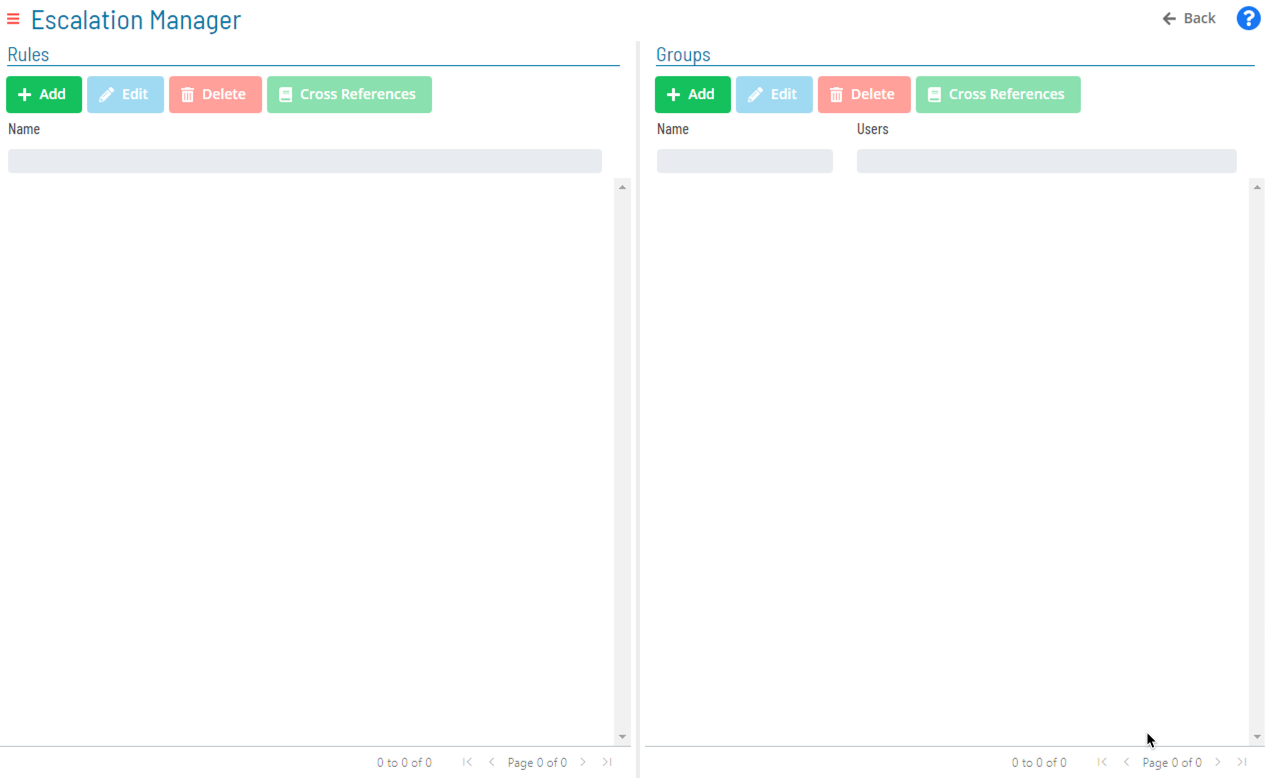 Escalation Manager
Back
?
Rules
Add Edit Delete Cross References
Name
0 to 0 of 0 Page 0 of 0
Groups
Add Edit Delete Cross References
Name Users
0 to 0 of 0 Page 0 of 0